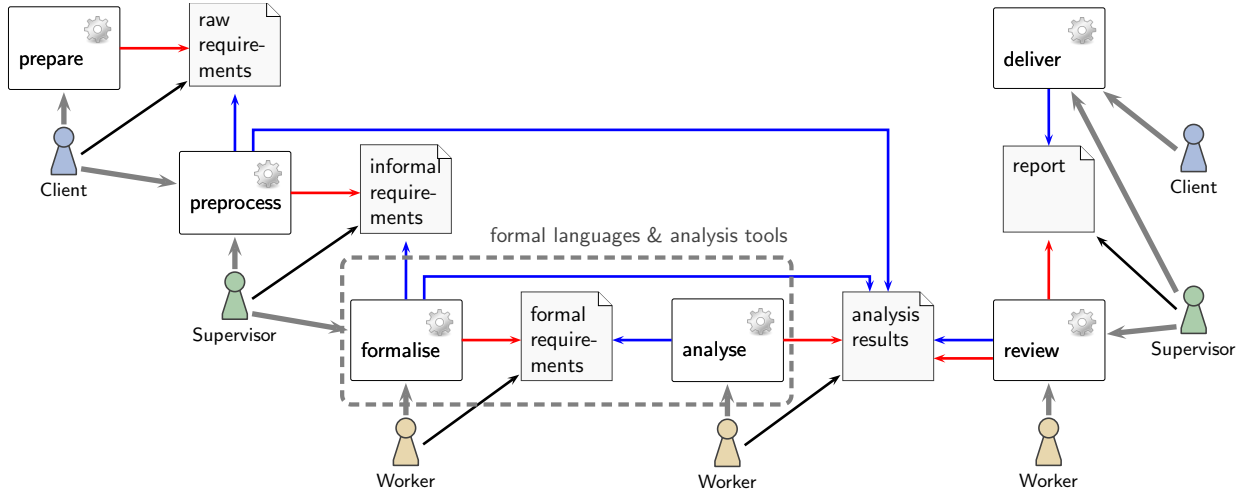 prepare
raw
require-
ments
deliver
Client
preprocess
informal
require-
ments
report
Client
formal languages & analysis tools
Supervisor
formalise
formal
require-
ments
analyse
analysis
results
review
Supervisor
Worker
Worker
Worker